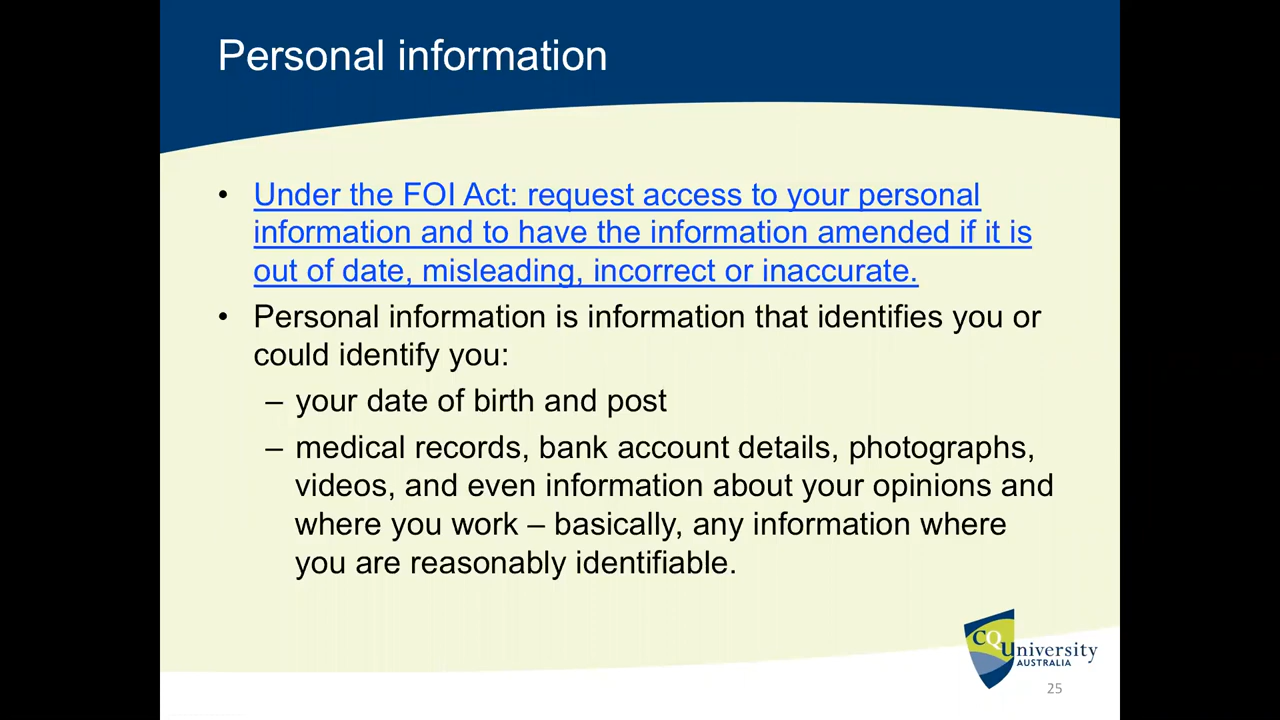 Personal information
• Under the FOI Act: request access to your personal
information and to have the information amended if it is
out of date, misleading, incorrect or inaccurate.
• Personal information is information that identifies you or
could identify you:
– your date of birth and post
– medical records, bank account details, photographs,
videos, and even information about your opinions and
where you work – basically, any information where
you are reasonably identifiable.
CQUniversity
AUSTRALIA
25